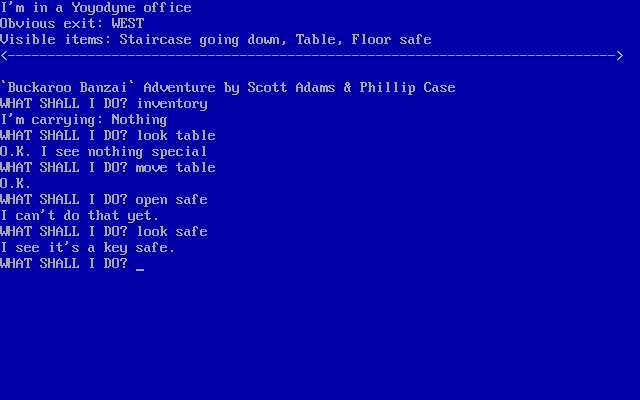 I'm in a Yoyodyne office
Obvious exit: WEST
Visible items: Staircase going down, Table, Floor safe
<---------------------------------------------------------------------------->
`Buckaroo Banzai` Adventure by Scott Adams & Phillip Case
WHAT SHALL I DO? inventory
I'm carrying: Nothing
WHAT SHALL I DO? look table
O.K. I see nothing special
WHAT SHALL I DO? move table
O.K.
WHAT SHALL I DO? open safe
I can't do that yet.
WHAT SHALL I DO? look safe
I see it's a key safe.
WHAT SHALL I DO? _